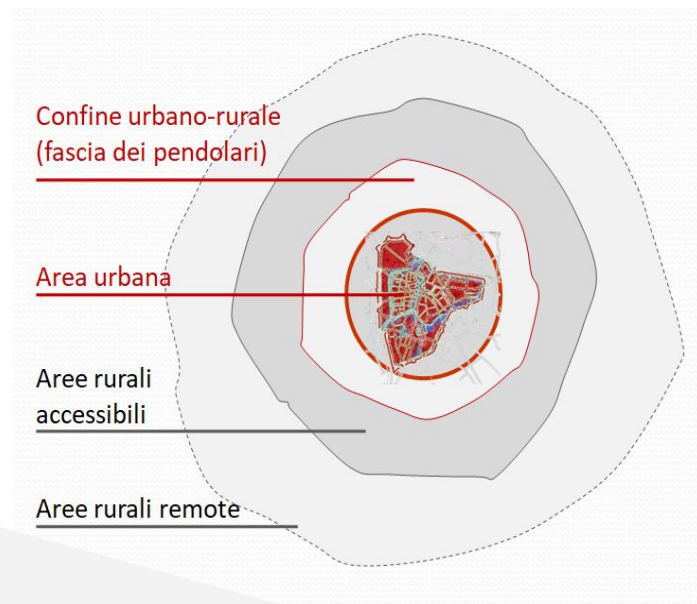 Confine urbano-rurale
(fascia dei pendolari)
Area urbana
Aree rurali
accessibili
Aree rurali remote